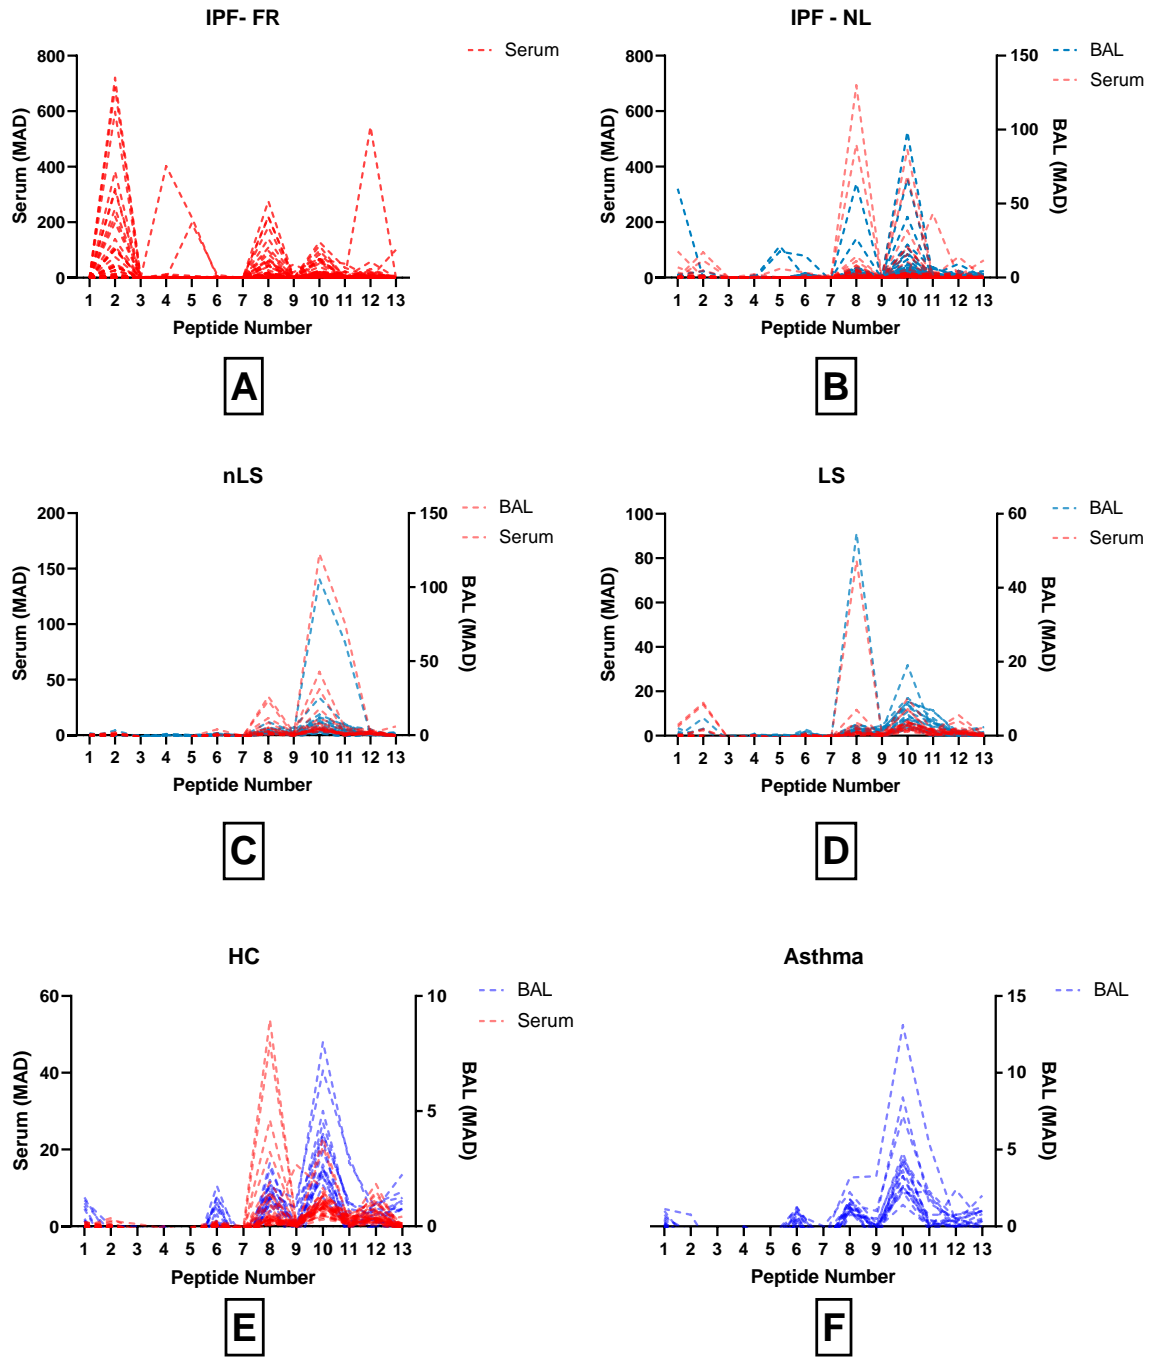 IPF- FR
Serum
800
600
400
200
0
Serum (MAD)
1 2 3 4 5 6 7 8 9 10 11 12 13
Peptide Number
A
IPF - NL
BAL
Serum
800
600
400
200
0
Serum (MAD)
150
100
50
0
BAL (MAD)
1 2 3 4 5 6 7 8 9 10 11 12 13
Peptide Number
B
nLS
BAL
Serum
200
150
100
50
0
Serum (MAD)
150
100
50
0
BAL (MAD)
1 2 3 4 5 6 7 8 9 10 11 12 13
Peptide Number
C
LS
BAL
Serum
100
80
60
40
20
0
Serum (MAD)
60
40
20
0
BAL (MAD)
1 2 3 4 5 6 7 8 9 10 11 12 13
Peptide Number
D
HC
BAL
Serum
60
40
20
0
Serum (MAD)
10
5
0
BAL (MAD)
1 2 3 4 5 6 7 8 9 10 11 12 13
Peptide Number
E
Asthma
BAL
15
10
5
0
BAL (MAD)
1 2 3 4 5 6 7 8 9 10 11 12 13
Peptide Number
F